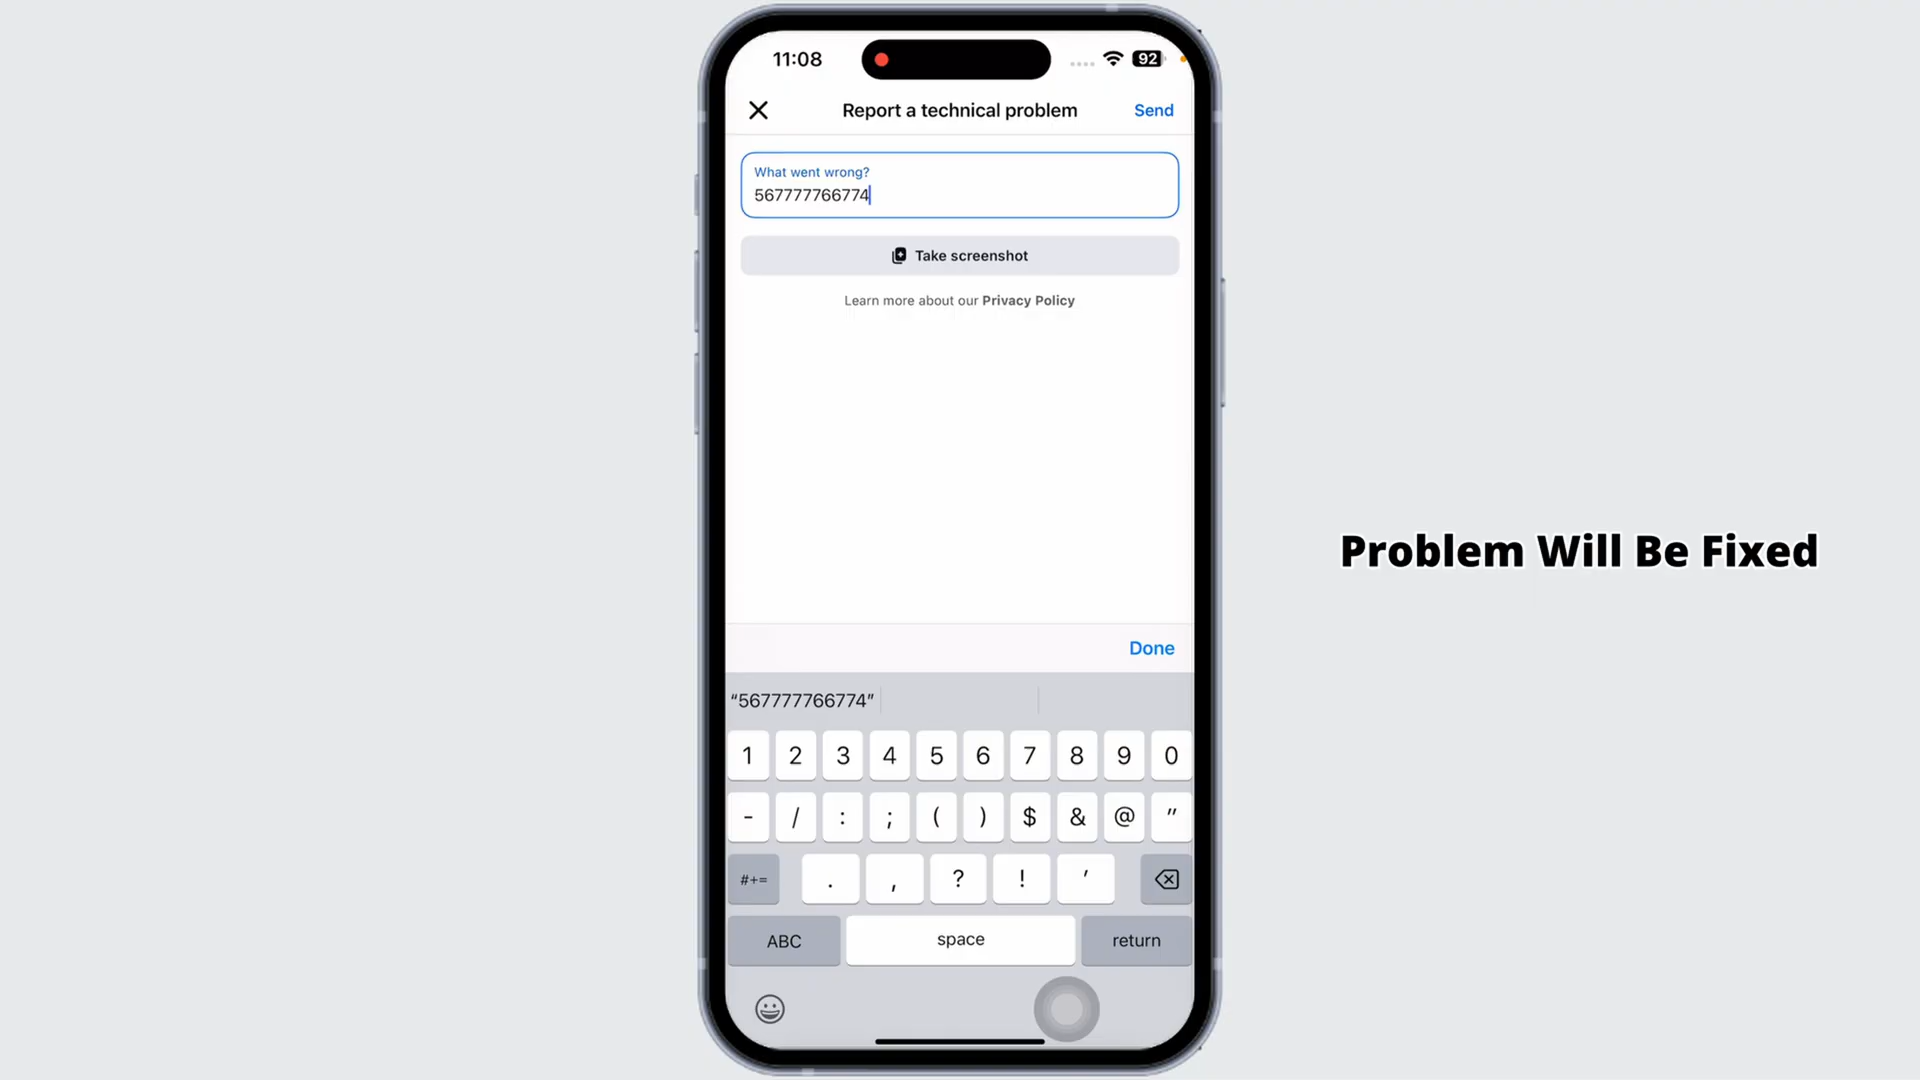 11:08
92
Report a technical problem
Send
What went wrong?
567777766774
Take screenshot
Learn more about our Privacy Policy
Problem Will Be Fixed
Done
“567777766774”
1 2 3 4 5 6 7 8 9 0
- / : ; ( ) $ & @ "
#+= . , ? ! '
ABC space return